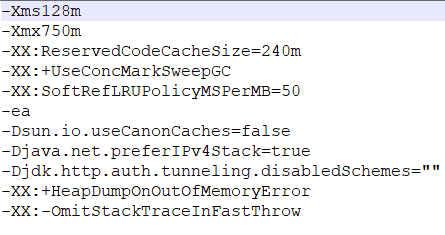 -Xms128m
-Xmx750m
-XX:ReservedCodeCacheSize=240m
-XX:+UseConcMarkSweepGC
-XX:SoftRefLRUPolicyMSPerMB=50
-ea
-Dsun.io.useCanonCaches=false
-Djava.net.preferIPv4Stack=true
-Djdk.http.auth.tunneling.disabledSchemes=""
-XX:+HeapDumpOnOutOfMemoryError
-XX:-OmitStackTraceInFastThrow